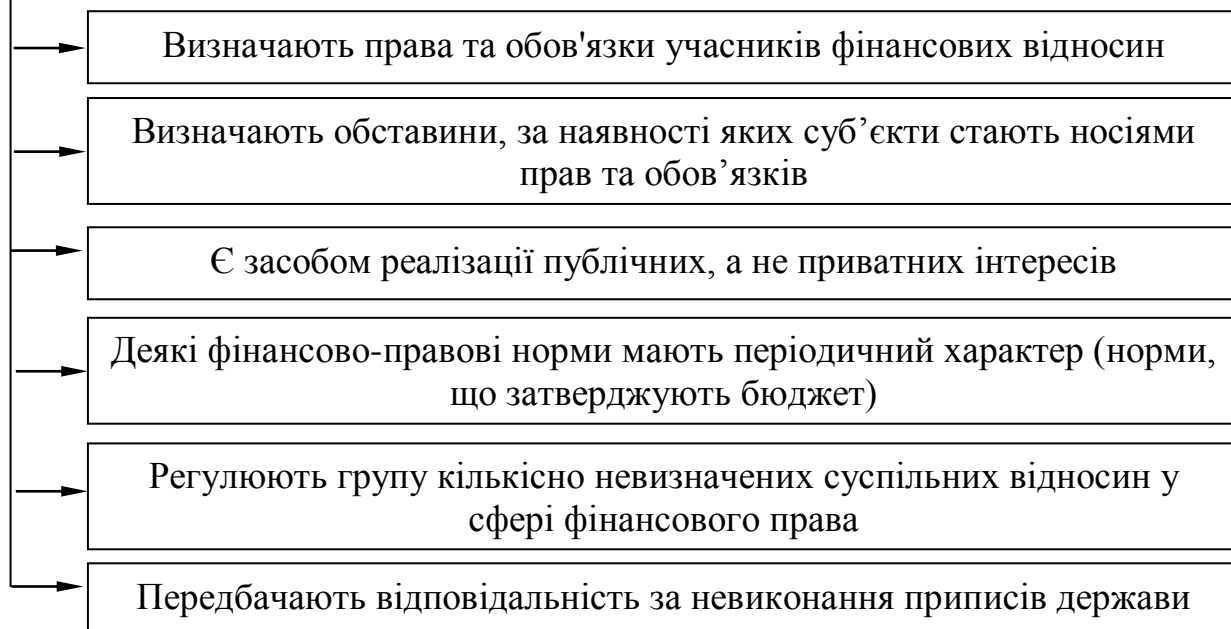 Визначають права та обов'язки учасників фінансових відносин
Визначають обставини, за наявності яких суб’єкти стають носіями
прав та обов’язків
Є засобом реалізації публічних, а не приватних інтересів
Деякі фінансово-правові норми мають періодичний характер (норми,
що затверджують бюджет)
Регулюють групу кількісно невизначених суспільних відносин у
сфері фінансового права
Передбачають відповідальність за невиконання приписів держави